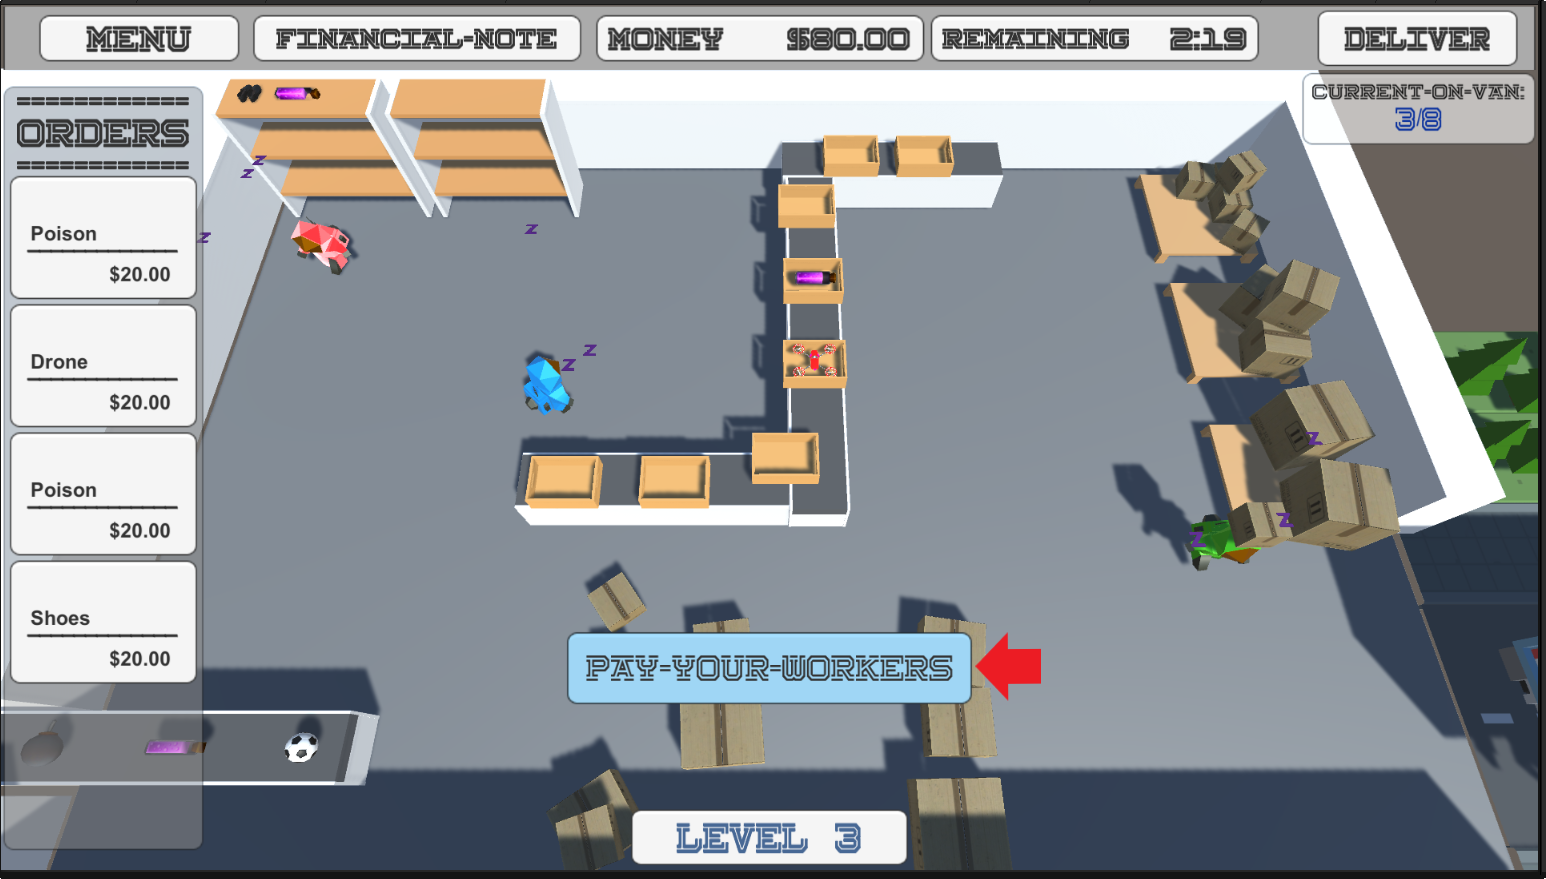 MENU
FINANCIAL-NOTE
MONEY $80.00
REMAINING 2:19
DELIVER
CURRENT-ON-VAN:
3/8
============
ORDERS
============
Poison
$20.00
Drone
$20.00
Poison
$20.00
Shoes
$20.00
z
z
z
z
z
z
z
z
z
PAY-YOUR-WORKERS
LEVEL 3